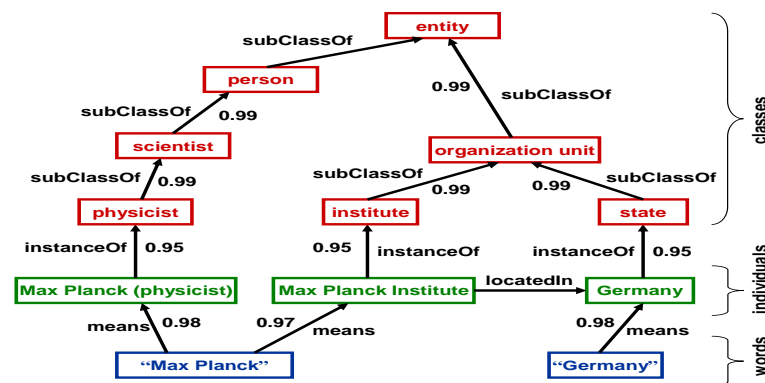 entity
subClassOf
person
0.99
subClassOf
subClassOf
0.99
scientist
organization unit
subClassOf
0.99
subClassOf
0.99
0.99
subClassOf
physicist
institute
state
instanceOf
0.95
0.95
instanceOf
instanceOf
0.95
Max Planck (physicist)
Max Planck Institute
locatedIn
Germany
means
0.98
0.97
means
0.98
means
“Max Planck”
“Germany”
classes
individuals
words